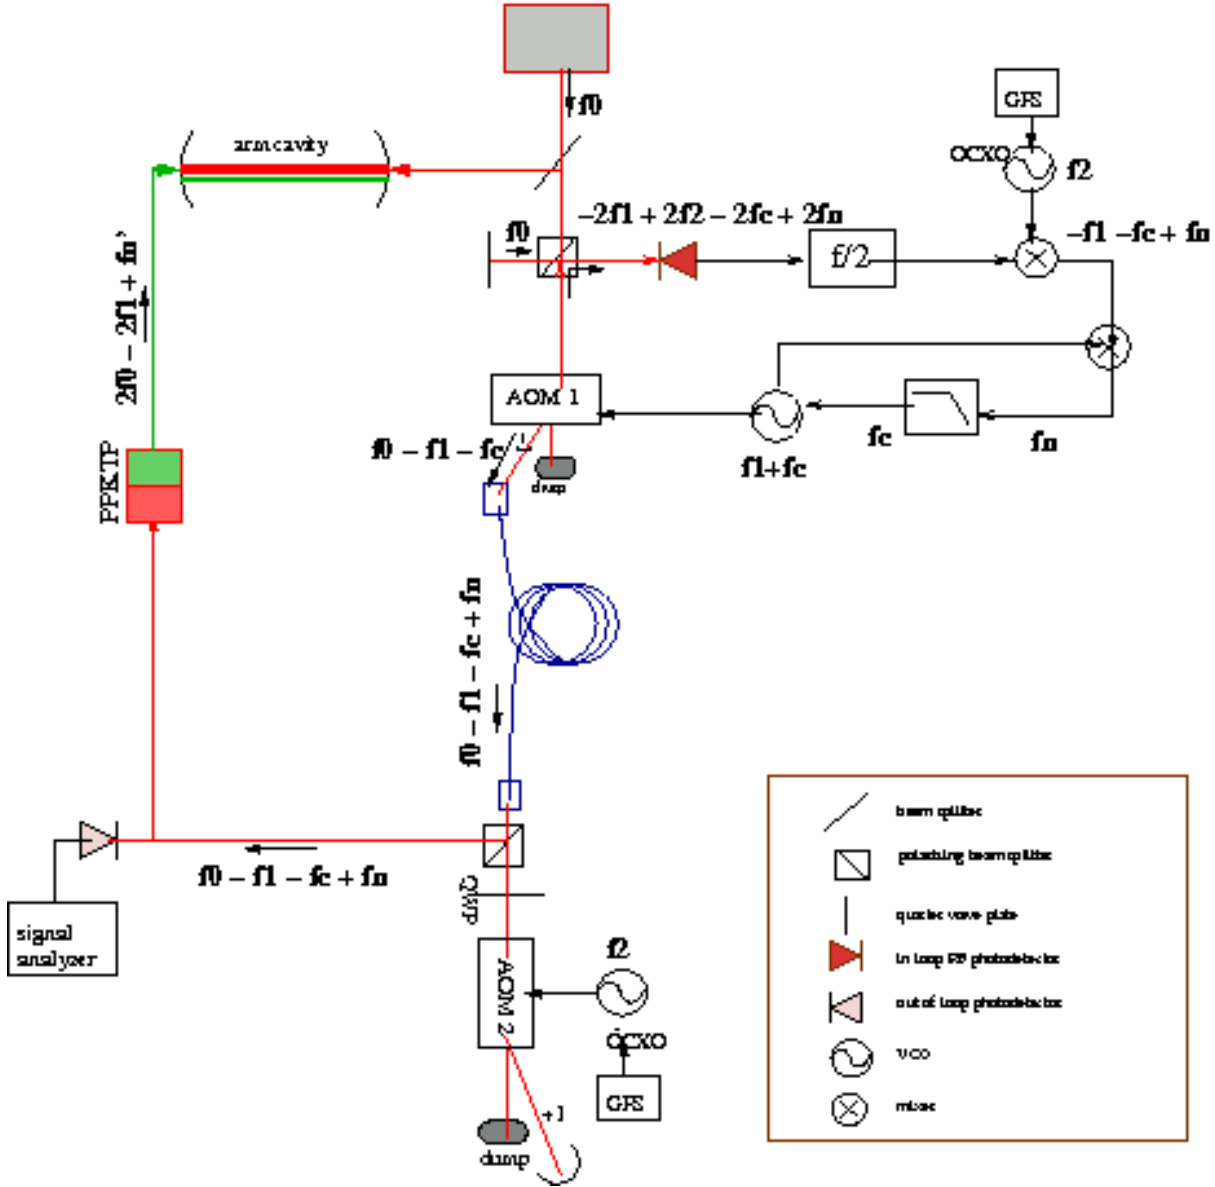 f0
GFS
arm cavity
OCXO
f2
-2f1 + 2f2 - 2fc + 2fn
-f1 -fc + fn
f0
f/2
2f0 - 2f1 + fn'
AOM 1
f0 - f1 - fc
-1
fc
fn
f1+fc
dump
PPKTP
f0 - f1 - fc + fn
beam splitter
polarising beam splitter
f0 - f1 - fc + fn
QWP
quarter wave plate
signal
analyzer
f2
in loop PD photodetector
AOM 2
out of loop photodetector
OCXO
VCO
GPS
+1
mixer
dump